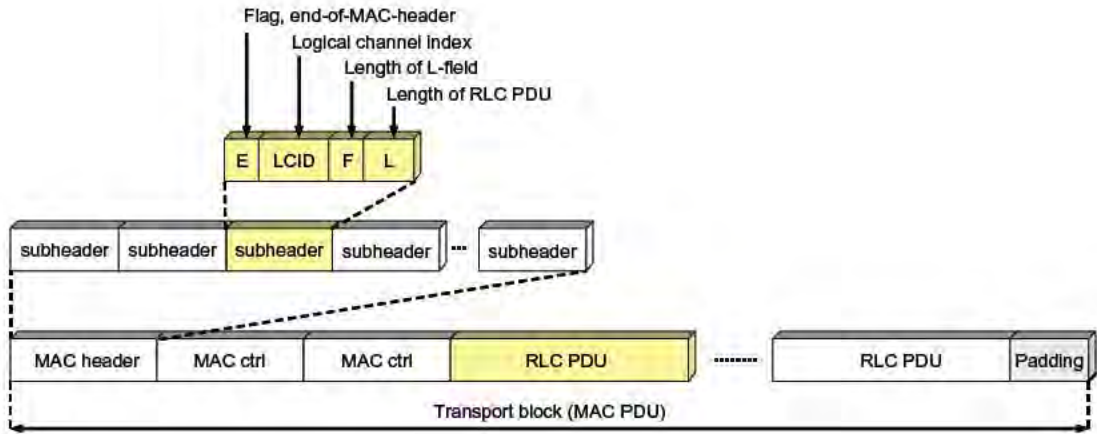 Flag, end-of-MAC-header
Logical channel index
Length of L-field
Length of RLC PDU
E LCID F L
subheader subheader subheader subheader subheader
MAC header MAC ctrl MAC ctrl RLC PDU RLC PDU Padding
Transport block (MAC PDU)